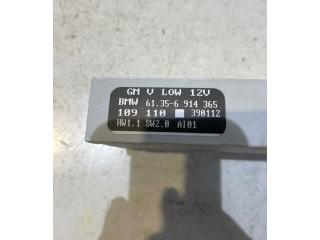 GM V LOW 12V
BMW 61.35-6 914 365
109 110 390112
HW1.1 SW2.0 AI01